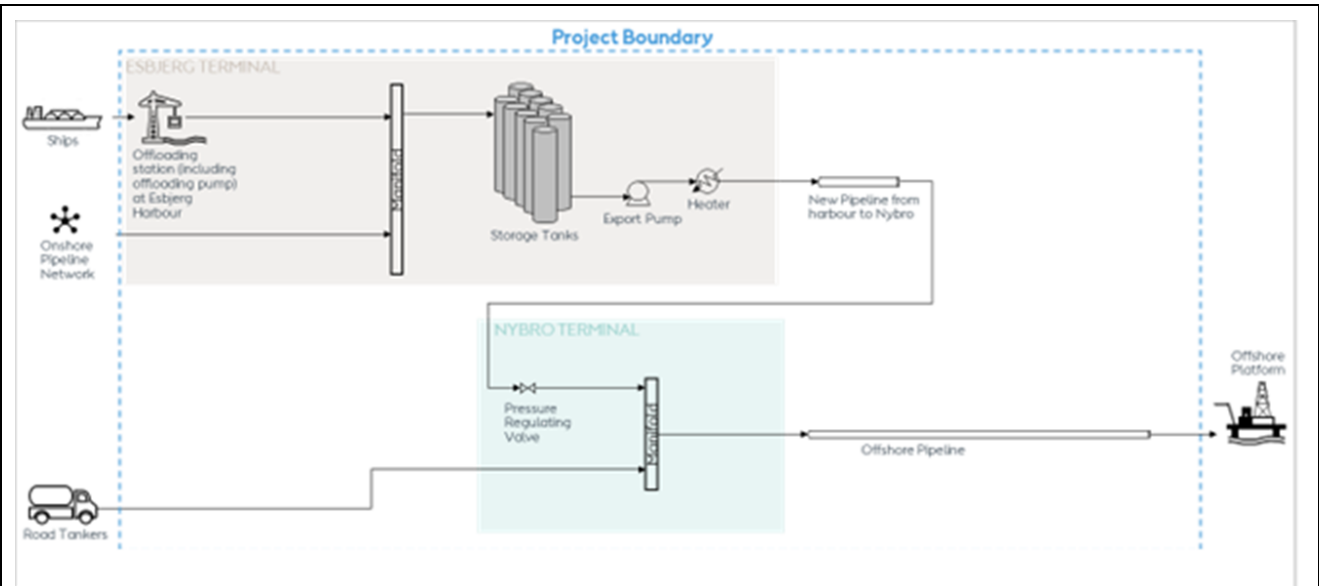 Project Boundary
ESBJERG TERMINAL
Ships
Offloading
station (including
offloading pump)
at Esbjerg
Harbour
Manifold
Onshore
Pipeline
Network
Storage Tanks
Export Pump
Heater
New Pipeline from
harbour to Nybro
NYBRO TERMINAL
Pressure
Regulating
Valve
Manifold
Offshore Pipeline
Offshore
Platform
Road Tankers